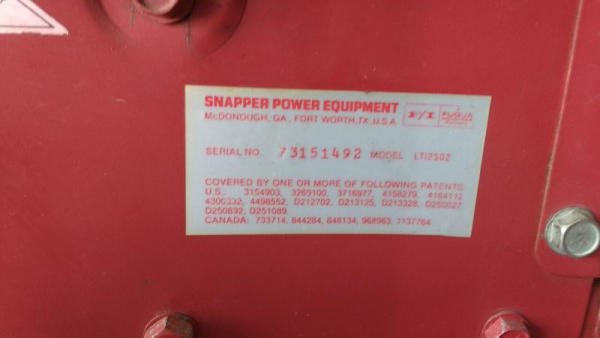 SNAPPER POWER EQUIPMENT
McDONOUGH, GA., FORT WORTH,TX.,U.S.A.
SERIAL NO. 73151492 MODEL LT12502
COVERED BY ONE OR MORE OF FOLLOWING PATENTS
U.S.: 3154903, 3269100, 3716977, 4156279, 4164112
4300332, 4498552, D212702, D213125, D213328, D250027
D250832, D251089
CANADA: 733714, 844284, 848134, 968963, 1137764